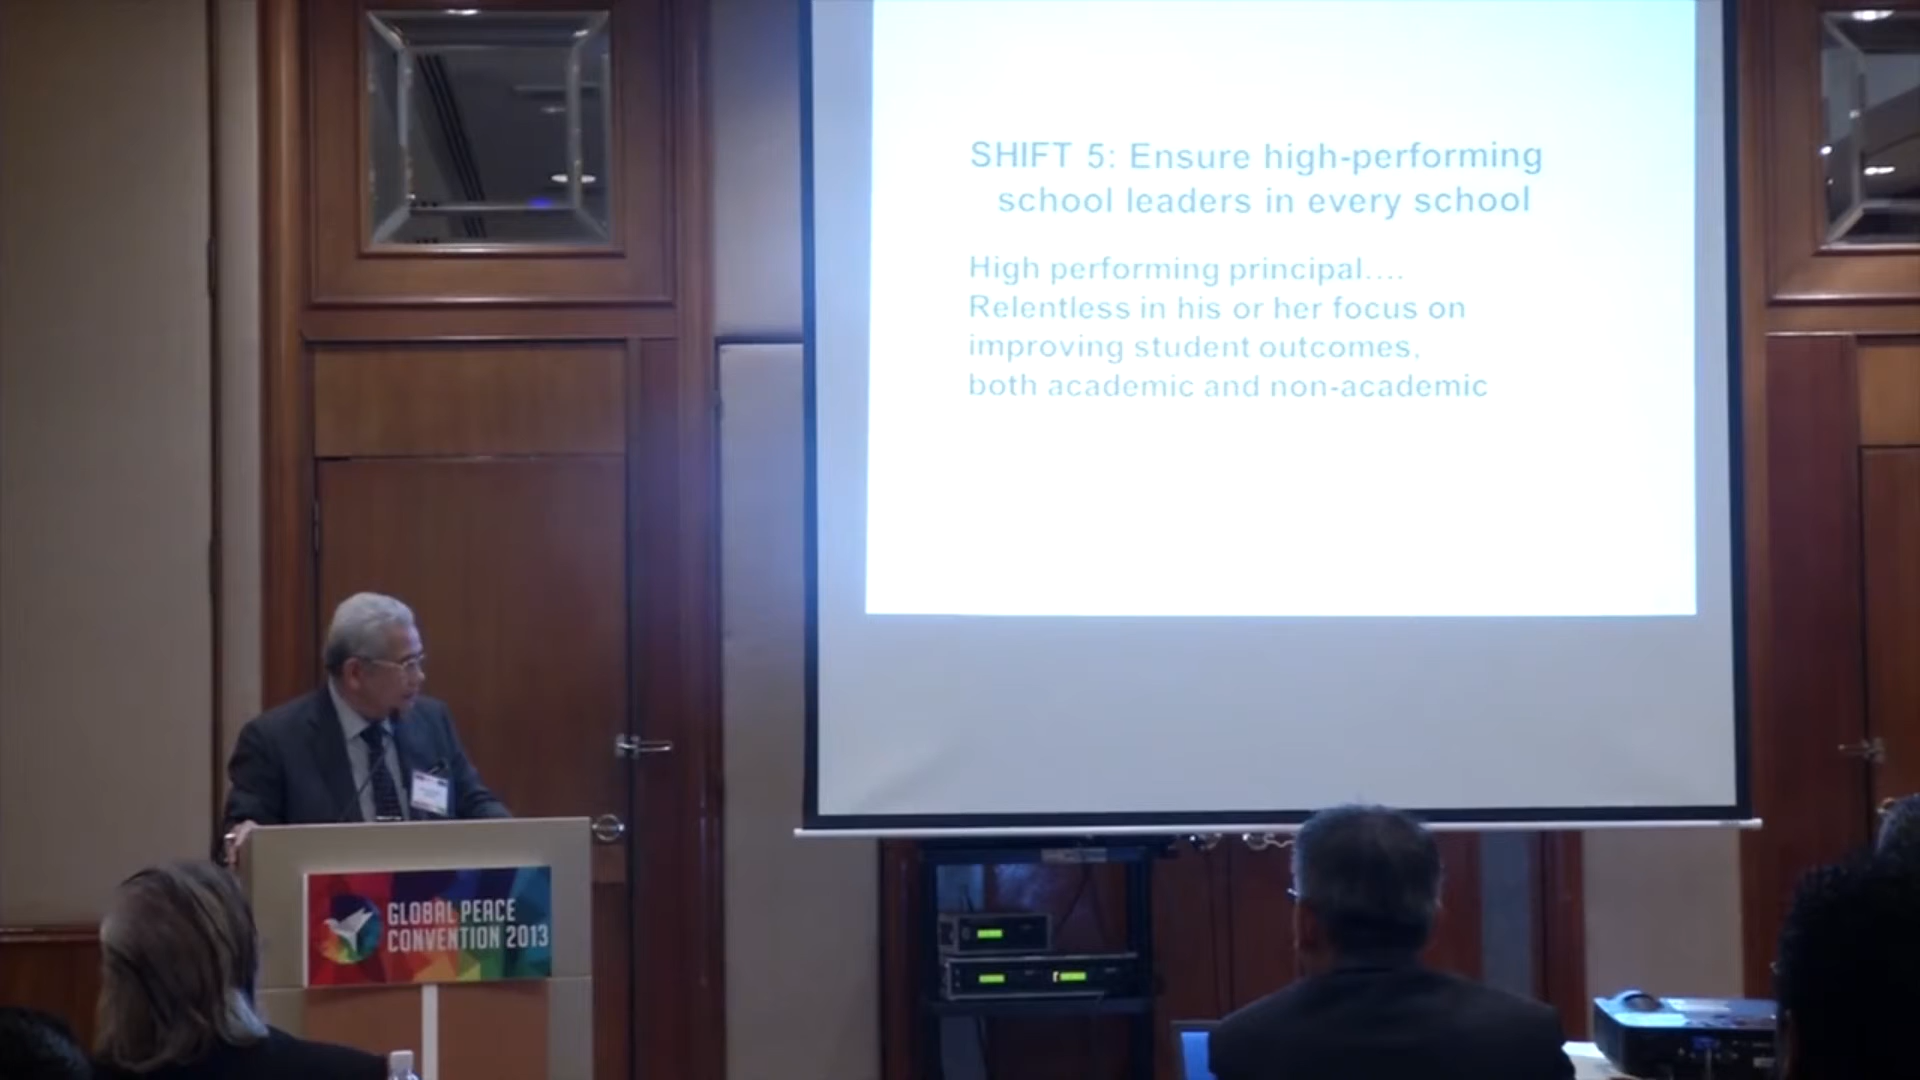 SHIFT 5: Ensure high-performing
school leaders in every school
High performing principal....
Relentless in his or her focus on
improving student outcomes,
both academic and non-academic
GLOBAL PEACE
CONVENTION 2013